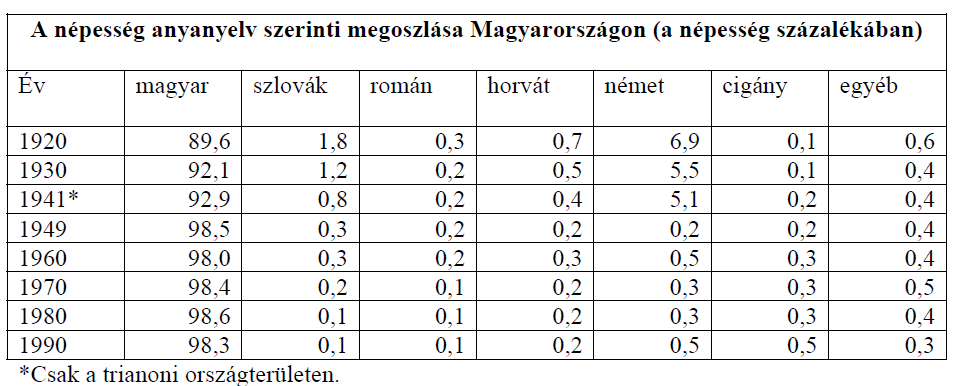 A népesség anyanyelv szerinti megoszlása Magyarországon (a népesség százalékában)
Év magyar szlovák román horvát német cigány egyéb
1920 89,6 1,8 0,3 0,7 6,9 0,1 0,6
1930 92,1 1,2 0,2 0,5 5,5 0,1 0,4
1941* 92,9 0,8 0,2 0,4 5,1 0,2 0,4
1949 98,5 0,3 0,2 0,2 0,2 0,2 0,4
1960 98,0 0,3 0,2 0,3 0,5 0,3 0,4
1970 98,4 0,2 0,1 0,2 0,3 0,3 0,5
1980 98,6 0,1 0,1 0,2 0,3 0,3 0,4
1990 98,3 0,1 0,1 0,2 0,5 0,5 0,3
*Csak a trianoni országterületen.